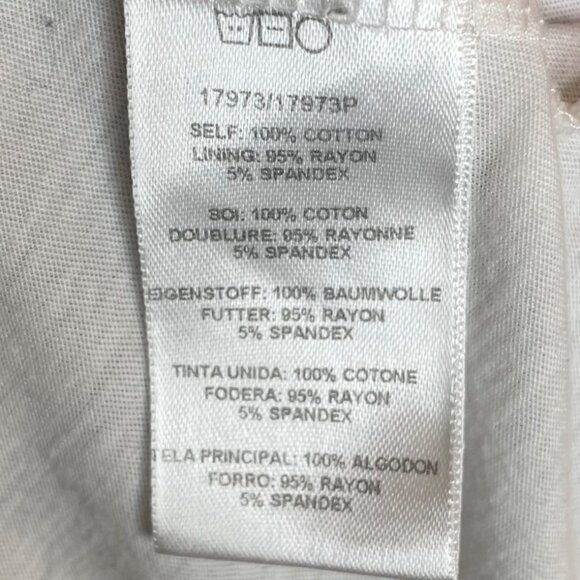 17973/17973P
SELF: 100% COTTON
LINING: 95% RAYON
5% SPANDEX
SOI: 100% COTON
DOUBLURE: 95% RAYONNE
5% SPANDEX
EIGENSTOFF: 100% BAUMWOLLE
FUTTER: 95% RAYON
5% SPANDEX
TINTA UNIDA: 100% COTONE
FODERA: 95% RAYON
5% SPANDEX
TELA PRINCIPAL: 100% ALGODON
FORRO: 95% RAYON
5% SPANDEX